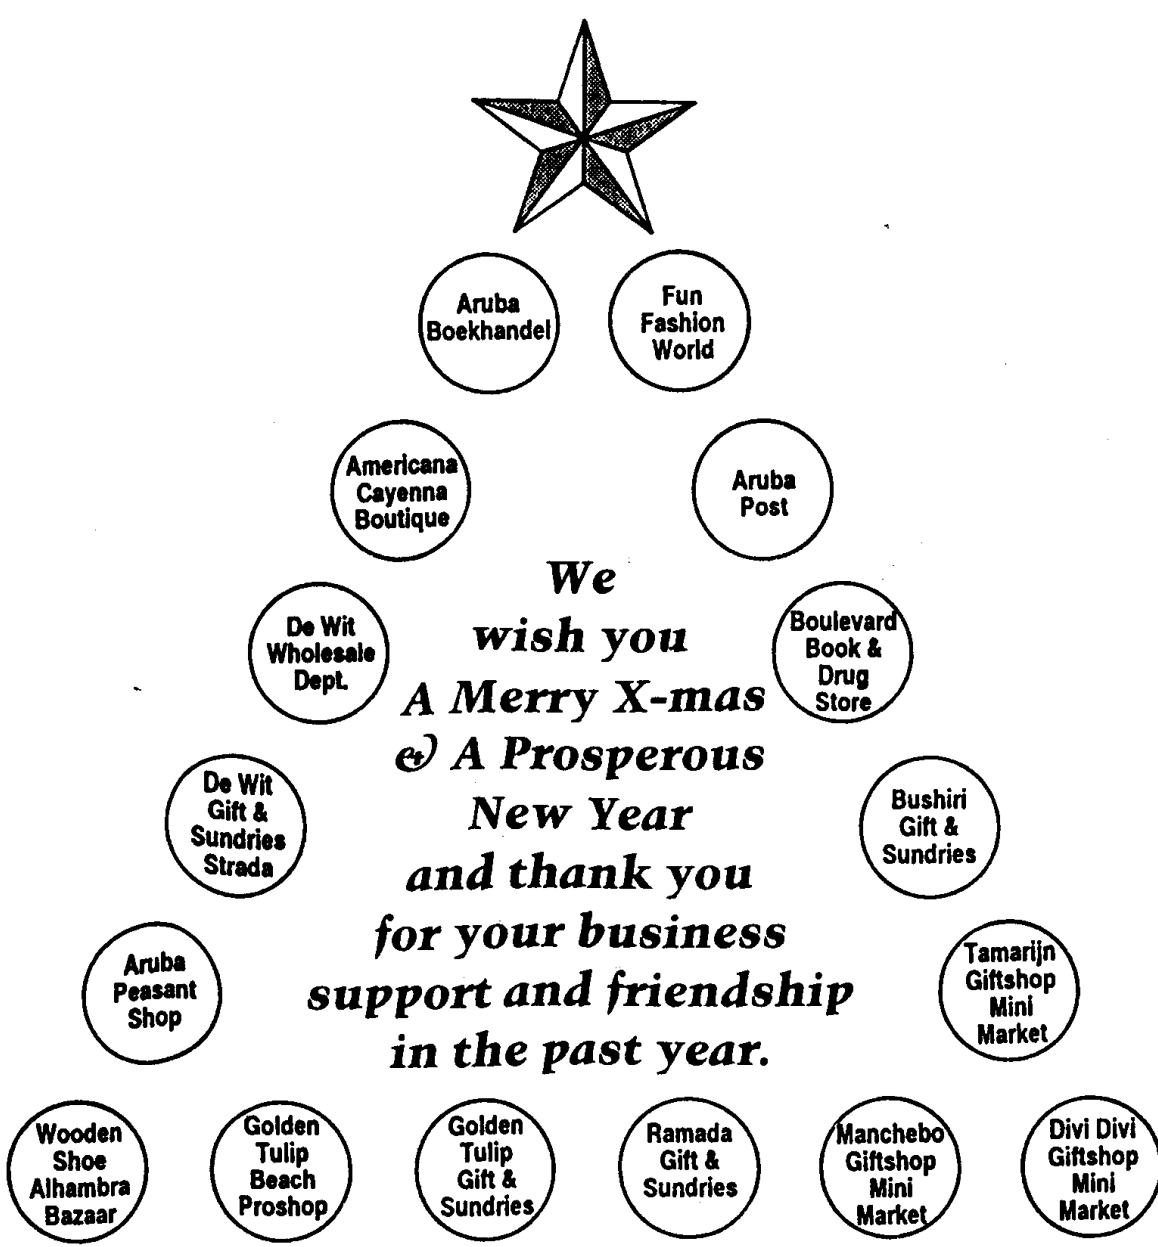 Aruba
Boekhandel
Fun
Fashion
World
Americana
Cayenna
Boutique
Aruba
Post
We
wish you
A Merry X-mas
& A Prosperous
New Year
and thank you
for your business
support and friendship
in the past year.
De Wit
Wholesale
Dept.
Boulevard
Book &
Drug
Store
De Wit
Gift &
Sundries
Strada
Bushiri
Gift &
Sundries
Aruba
Peasant
Shop
Tamarijn
Giftshop
Mini
Market
Wooden
Shoe
Alhambra
Bazaar
Golden
Tulip
Beach
Proshop
Golden
Tulip
Gift &
Sundries
Ramada
Gift &
Sundries
Manchebo
Giftshop
Mini
Market
Divi Divi
Giftshop
Mini
Market